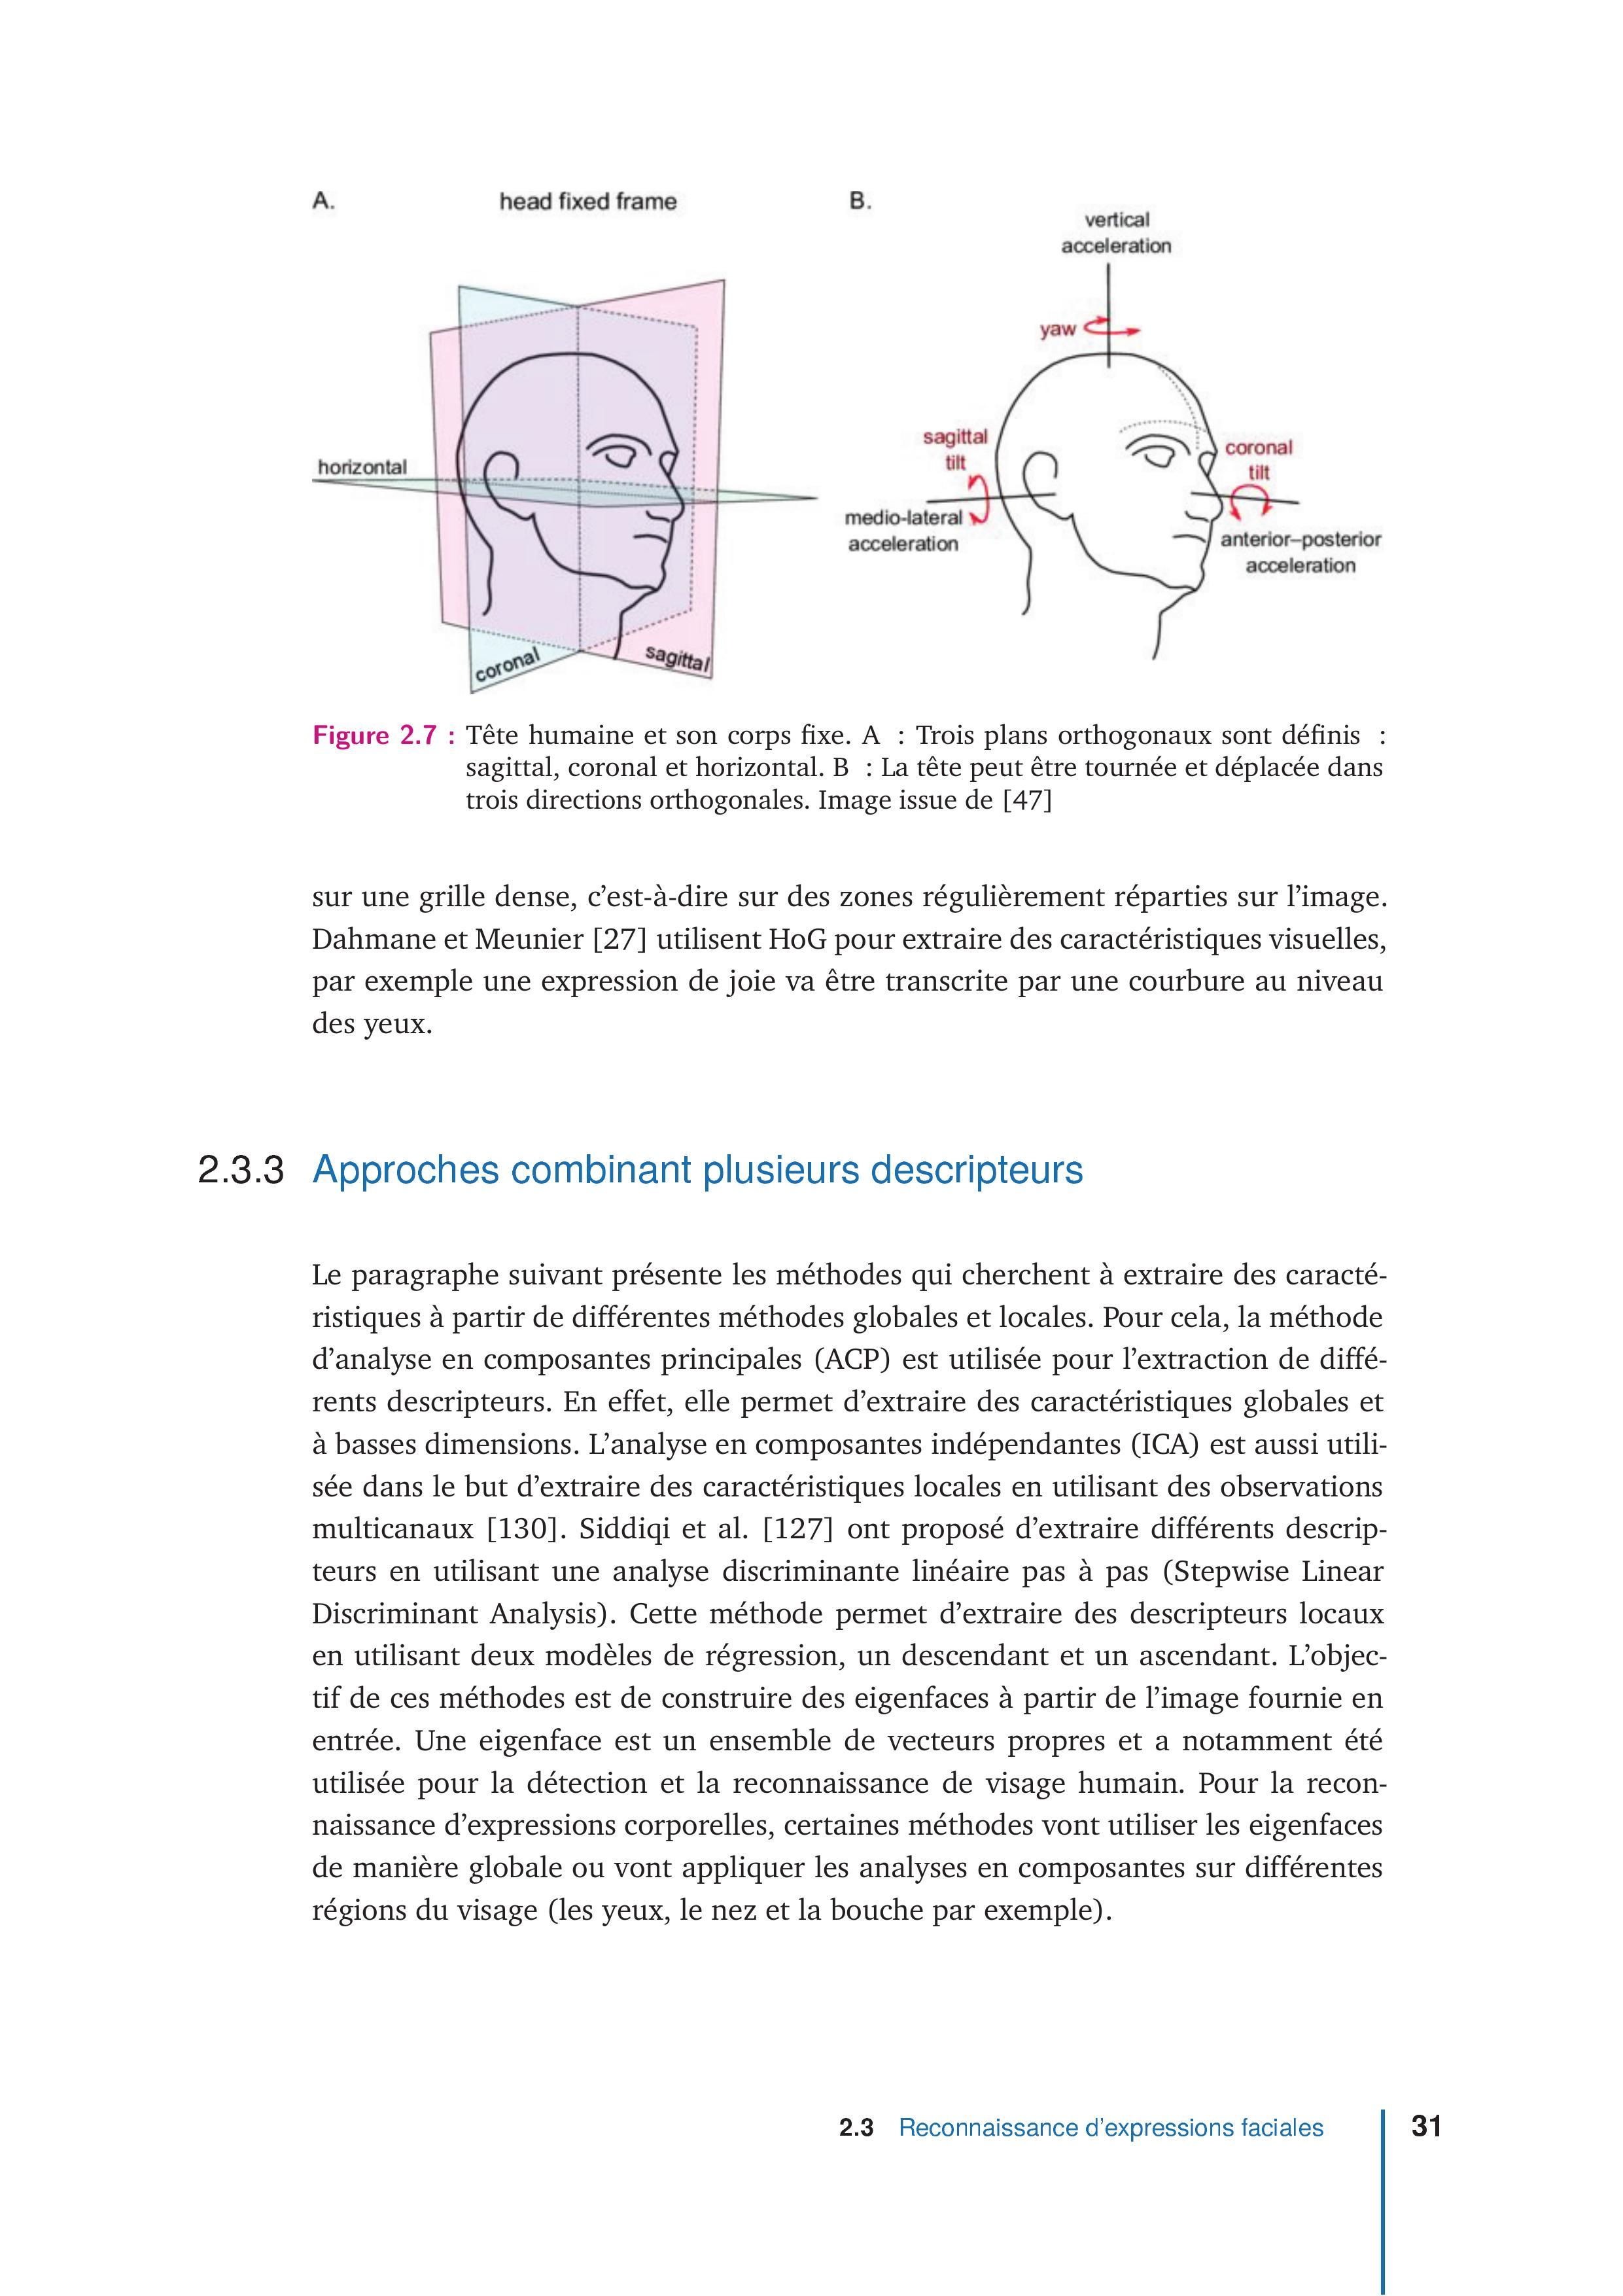 A.
head fixed frame
horizontal
coronal
sagittal
B.
vertical
acceleration
yaw
sagittal
tilt
medio-lateral
acceleration
coronal
tilt
anterior–posterior
acceleration
Figure 2.7 : Tête humaine et son corps fixe. A : Trois plans orthogonaux sont définis :
sagittal, coronal et horizontal. B : La tête peut être tournée et déplacée dans
trois directions orthogonales. Image issue de [47]
sur une grille dense, c’est-à-dire sur des zones régulièrement réparties sur l’image.
Dahmane et Meunier [27] utilisent HoG pour extraire des caractéristiques visuelles,
par exemple une expression de joie va être transcrite par une courbure au niveau
des yeux.
2.3.3 Approches combinant plusieurs descripteurs
Le paragraphe suivant présente les méthodes qui cherchent à extraire des caracté-
ristiques à partir de différentes méthodes globales et locales. Pour cela, la méthode
d’analyse en composantes principales (ACP) est utilisée pour l’extraction de diffé-
rents descripteurs. En effet, elle permet d’extraire des caractéristiques globales et
à basses dimensions. L’analyse en composantes indépendantes (ICA) est aussi utili-
sée dans le but d’extraire des caractéristiques locales en utilisant des observations
multicanaux [130]. Siddiqi et al. [127] ont proposé d’extraire différents descrip-
teurs en utilisant une analyse discriminante linéaire pas à pas (Stepwise Linear
Discriminant Analysis). Cette méthode permet d’extraire des descripteurs locaux
en utilisant deux modèles de régression, un descendant et un ascendant. L’objec-
tif de ces méthodes est de construire des eigenfaces à partir de l’image fournie en
entrée. Une eigenface est un ensemble de vecteurs propres et a notamment été
utilisée pour la détection et la reconnaissance de visage humain. Pour la recon-
naissance d’expressions corporelles, certaines méthodes vont utiliser les eigenfaces
de manière globale ou vont appliquer les analyses en composantes sur différentes
régions du visage (les yeux, le nez et la bouche par exemple).
2.3 Reconnaissance d’expressions faciales 31